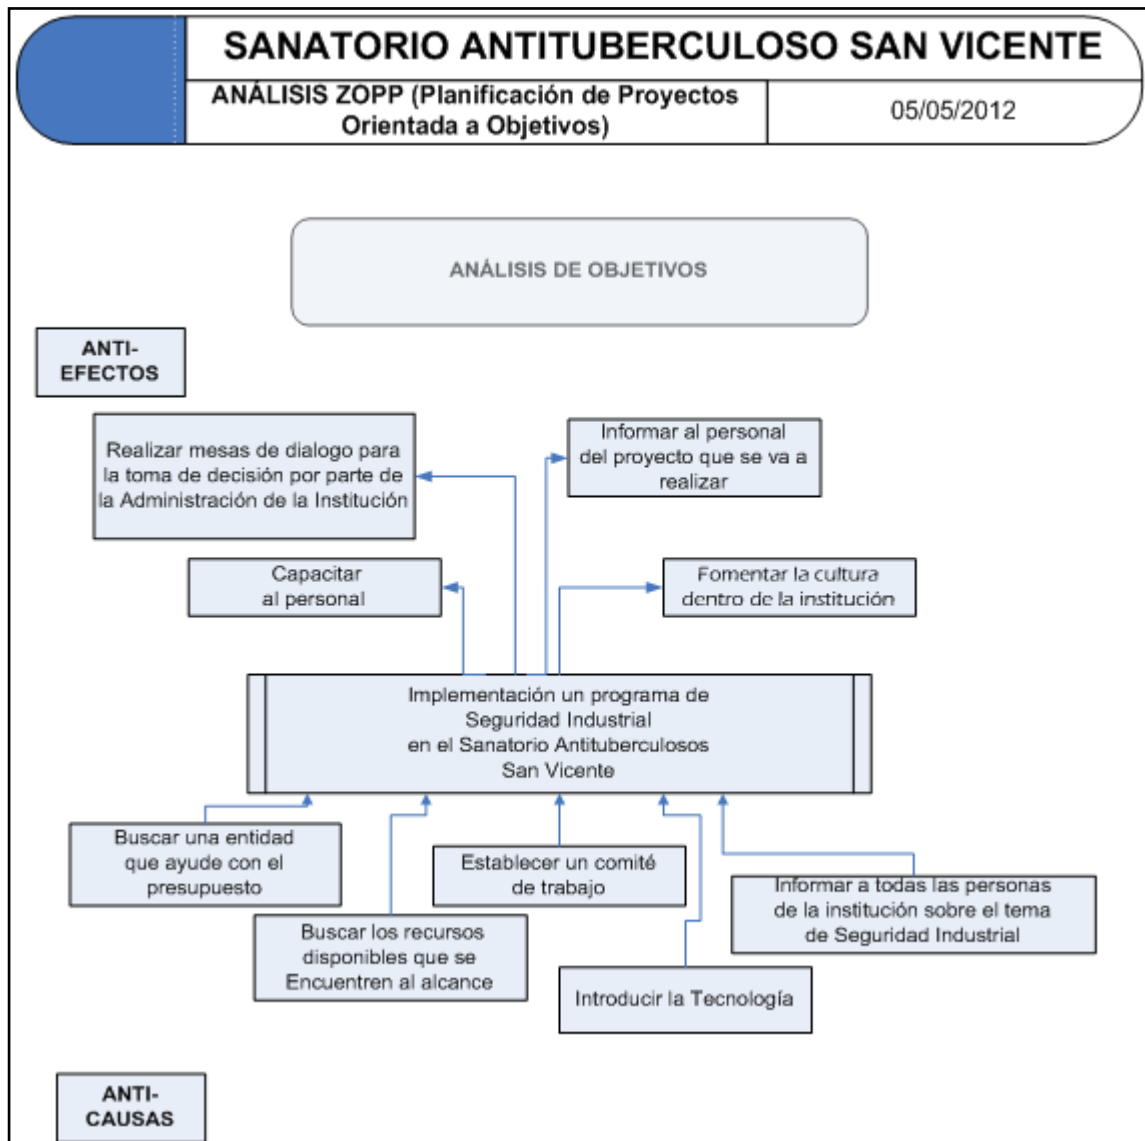 SANATORIO ANTITUBERCULOSO SAN VICENTE
ANÁLISIS ZOPP (Planificación de Proyectos
Orientada a Objetivos)
05/05/2012
ANÁLISIS DE OBJETIVOS
ANTI-
EFECTOS
Realizar mesas de dialogo para
la toma de decisión por parte de
la Administración de la Institución
Informar al personal
del proyecto que se va a
realizar
Capacitar
al personal
Fomentar la cultura
dentro de la institución
Implementación un programa de
Seguridad Industrial
en el Sanatorio Antituberculosos
San Vicente
Buscar una entidad
que ayude con el
presupuesto
Establecer un comité
de trabajo
Informar a todas las personas
de la institución sobre el tema
de Seguridad Industrial
Buscar los recursos
disponibles que se
Encuentren al alcance
Introducir la Tecnología
ANTI-
CAUSAS